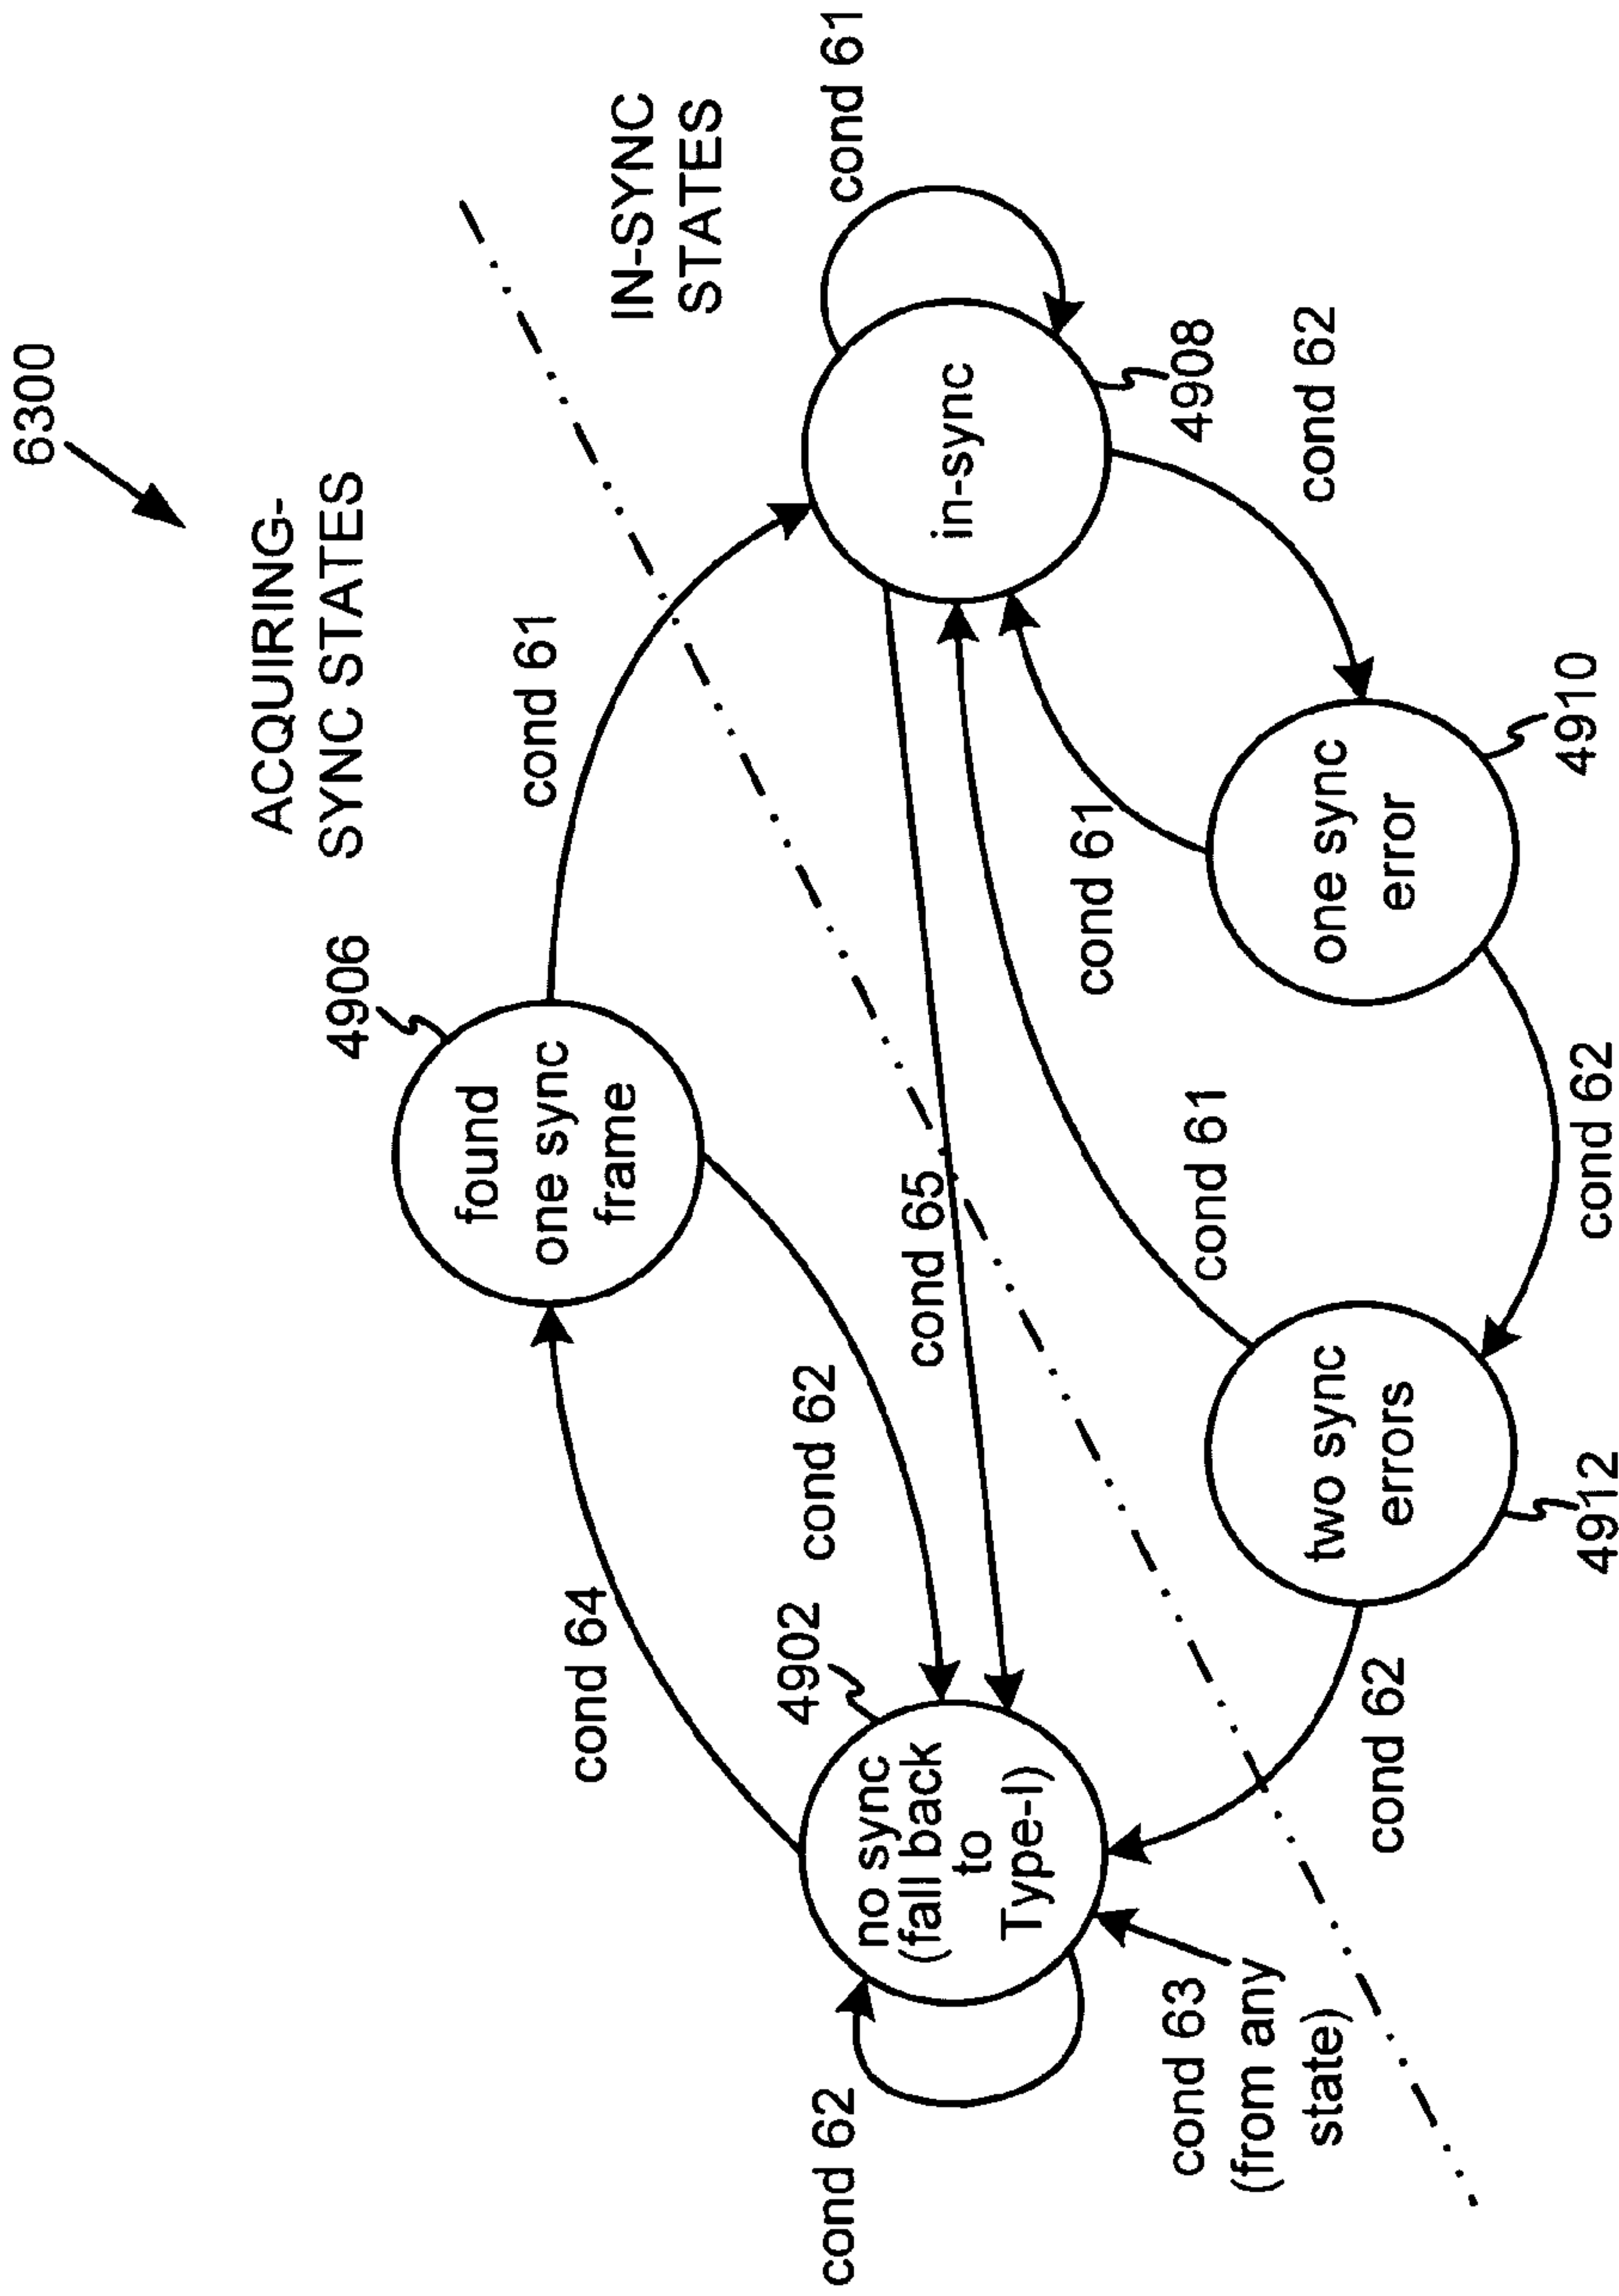 6300
ACQUIRING-
SYNC STATES
IN-SYNC
STATES
4906
found
one sync
frame
cond 64
cond 61
cond 62
cond 61
4902
no sync
(fall back
to
Type-I)
cond 62
cond 65
in-sync
4908
cond 63
(from any
state)
cond 61
cond 61
cond 62
cond 62
two sync
errors
4912
one sync
error
4910
cond 62